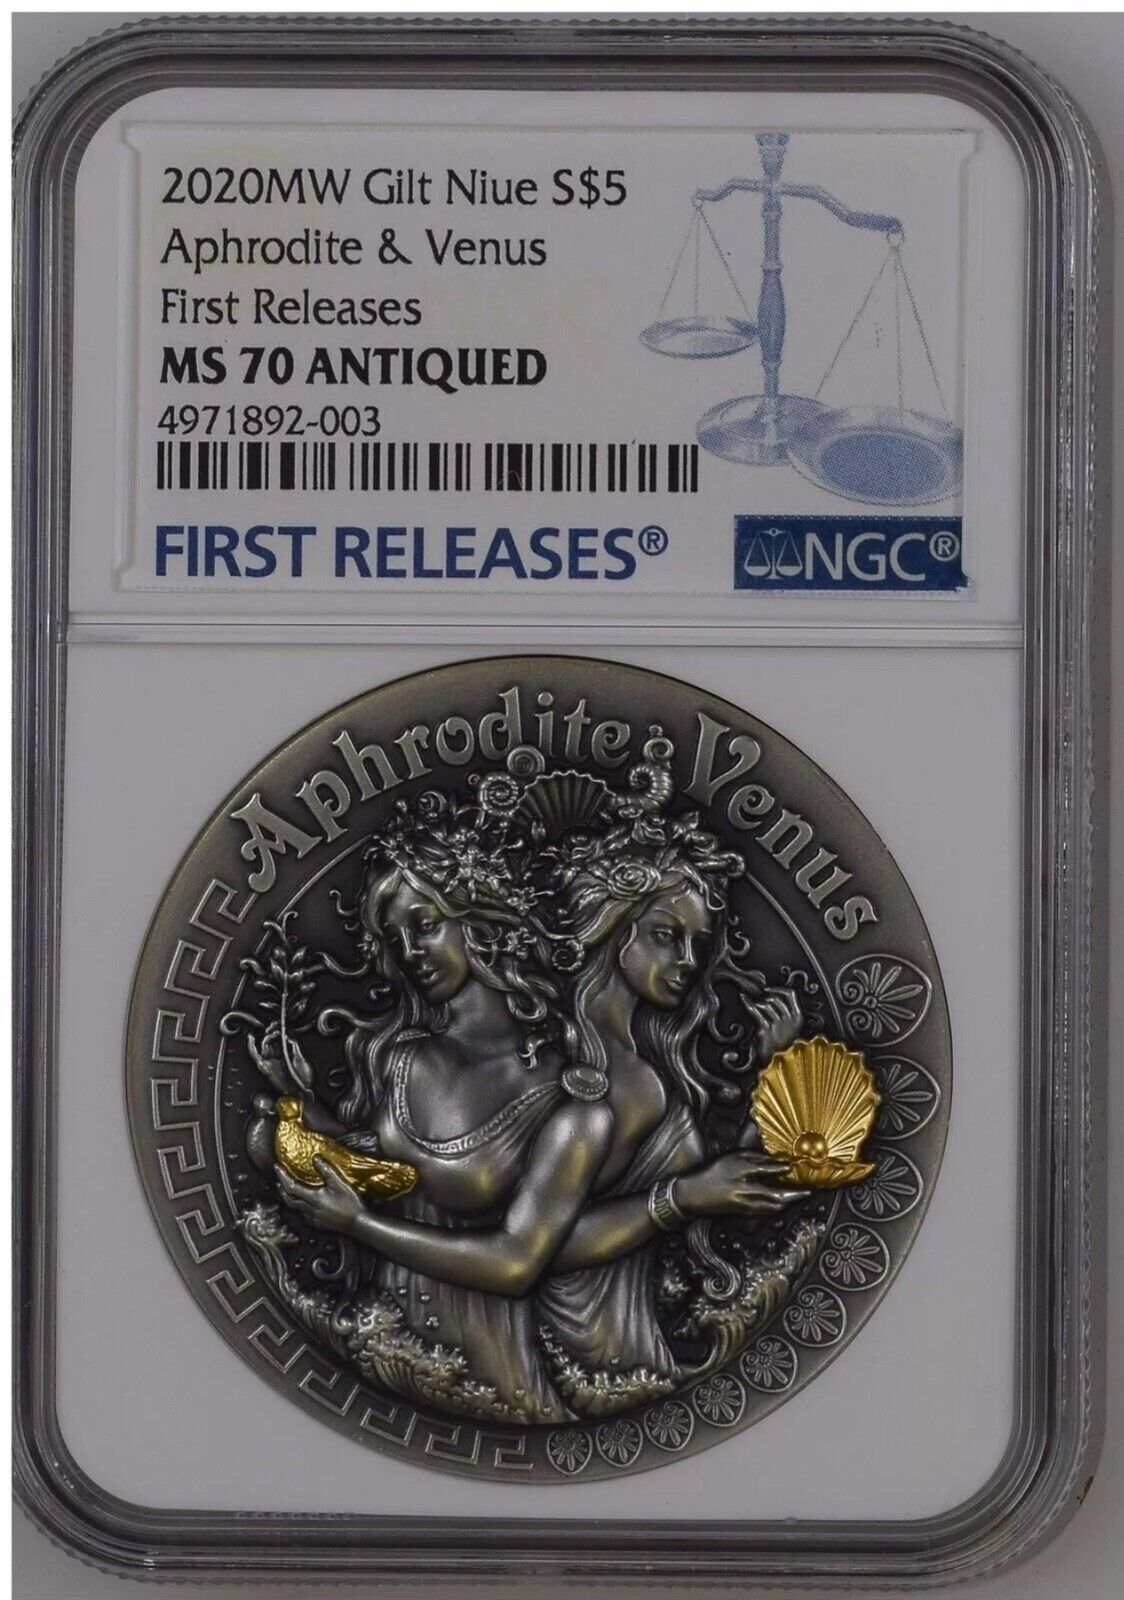 2020MW Gilt Niue S$5
Aphrodite & Venus
First Releases
MS 70 ANTIQUED
4971892-003
FIRST RELEASES®
NGC®
Aphrodite & Venus